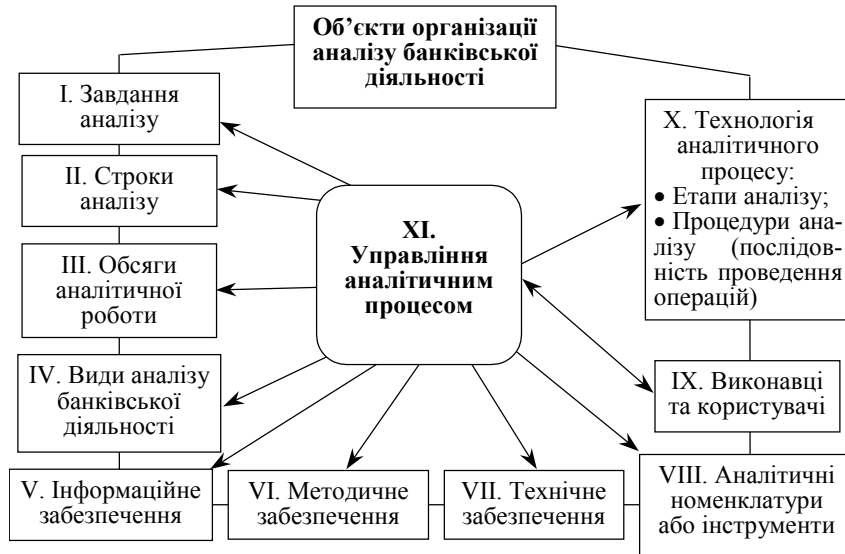 Об’єкти організації
аналізу банківської
діяльності
І. Завдання
аналізу
ІІ. Строки
аналізу
ІІІ. Обсяги
аналітичної
роботи
IV. Види аналізу
банківської
діяльності
V. Інформаційне
забезпечення
VI. Методичне
забезпечення
VII. Технічне
забезпечення
VIII. Аналітичні
номенклатури
або інструменти
IX. Виконавці
та користувачі
X. Технологія
аналітичного
процесу:
• Етапи аналізу;
• Процедури ана-
лізу (послідов-
ність проведення
операцій)
XI.
Управління
аналітичним
процесом